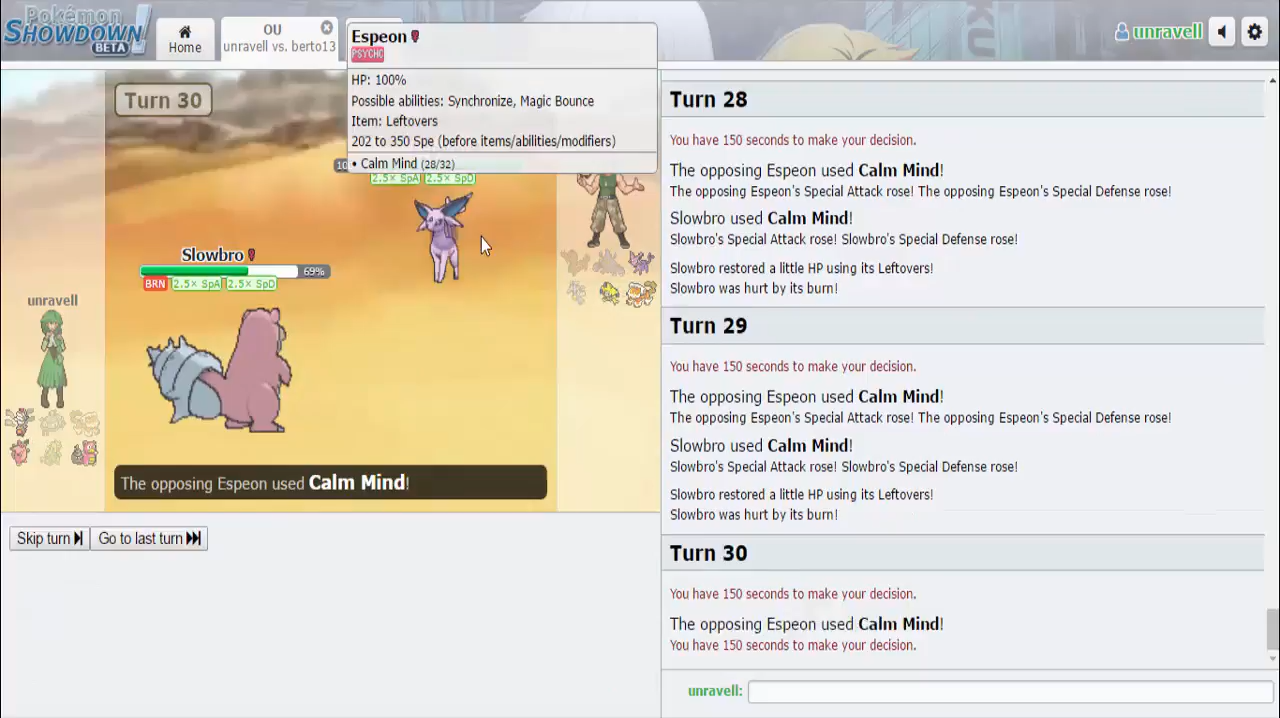 Pokémon
SHOWDOWN!
BETA
Home
OU
unravell vs. berto13
unravell
Espeon
PSYCHC
HP: 100%
Possible abilities: Synchronize, Magic Bounce
Item: Leftovers
202 to 350 Spe (before items/abilities/modifiers)
• Calm Mind (28/32)
Turn 30
2.5× SpA 2.5× SpD
Slowbro
69%
BRN 2.5× SpA 2.5× SpD
unravell
The opposing Espeon used Calm Mind!
Skip turn
Go to last turn
Turn 28
You have 150 seconds to make your decision.
The opposing Espeon used Calm Mind!
The opposing Espeon's Special Attack rose! The opposing Espeon's Special Defense rose!
Slowbro used Calm Mind!
Slowbro's Special Attack rose! Slowbro's Special Defense rose!
Slowbro restored a little HP using its Leftovers!
Slowbro was hurt by its burn!
Turn 29
You have 150 seconds to make your decision.
The opposing Espeon used Calm Mind!
The opposing Espeon's Special Attack rose! The opposing Espeon's Special Defense rose!
Slowbro used Calm Mind!
Slowbro's Special Attack rose! Slowbro's Special Defense rose!
Slowbro restored a little HP using its Leftovers!
Slowbro was hurt by its burn!
Turn 30
You have 150 seconds to make your decision.
The opposing Espeon used Calm Mind!
You have 150 seconds to make your decision.
unravell: